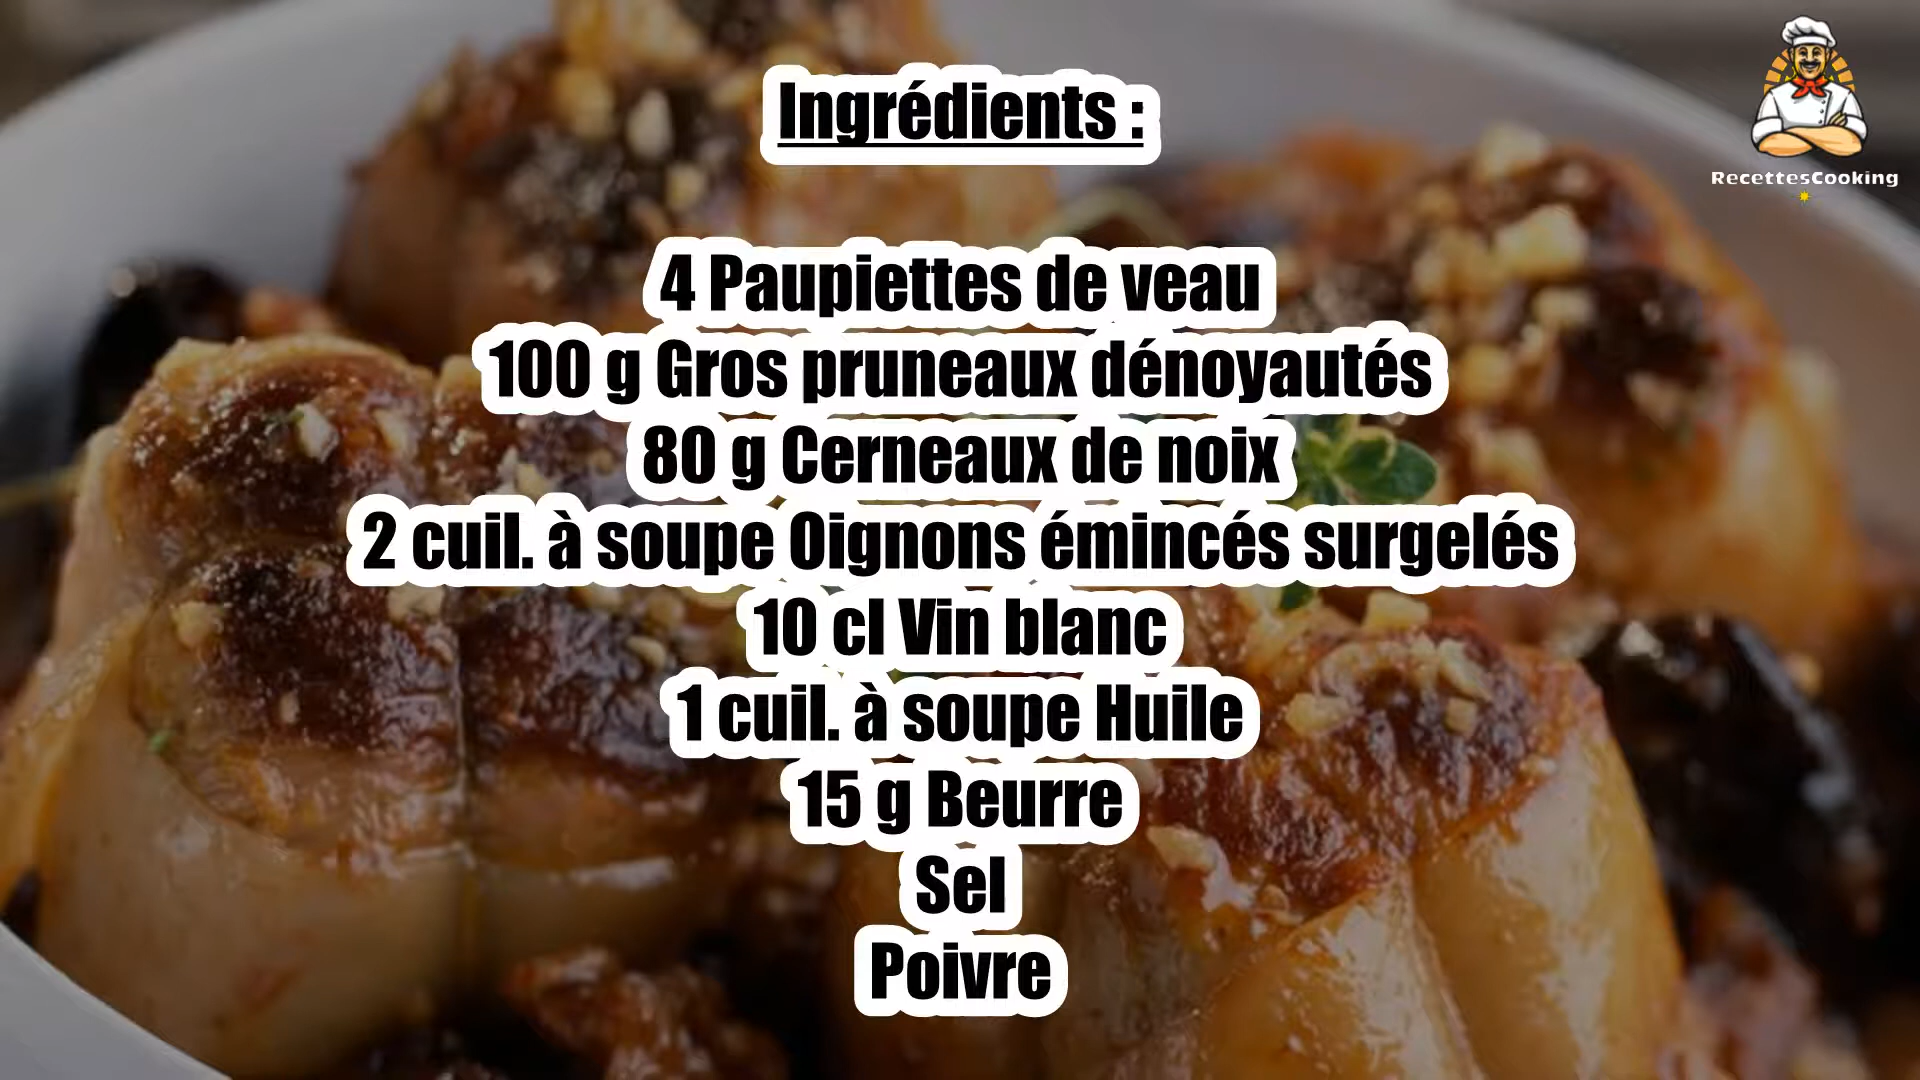 Ingrédients :
RecettesCooking
4 Paupiettes de veau
100 g Gros pruneaux dénoyautés
80 g Cerneaux de noix
2 cuil. à soupe Oignons émincés surgelés
10 cl Vin blanc
1 cuil. à soupe Huile
15 g Beurre
Sel
Poivre